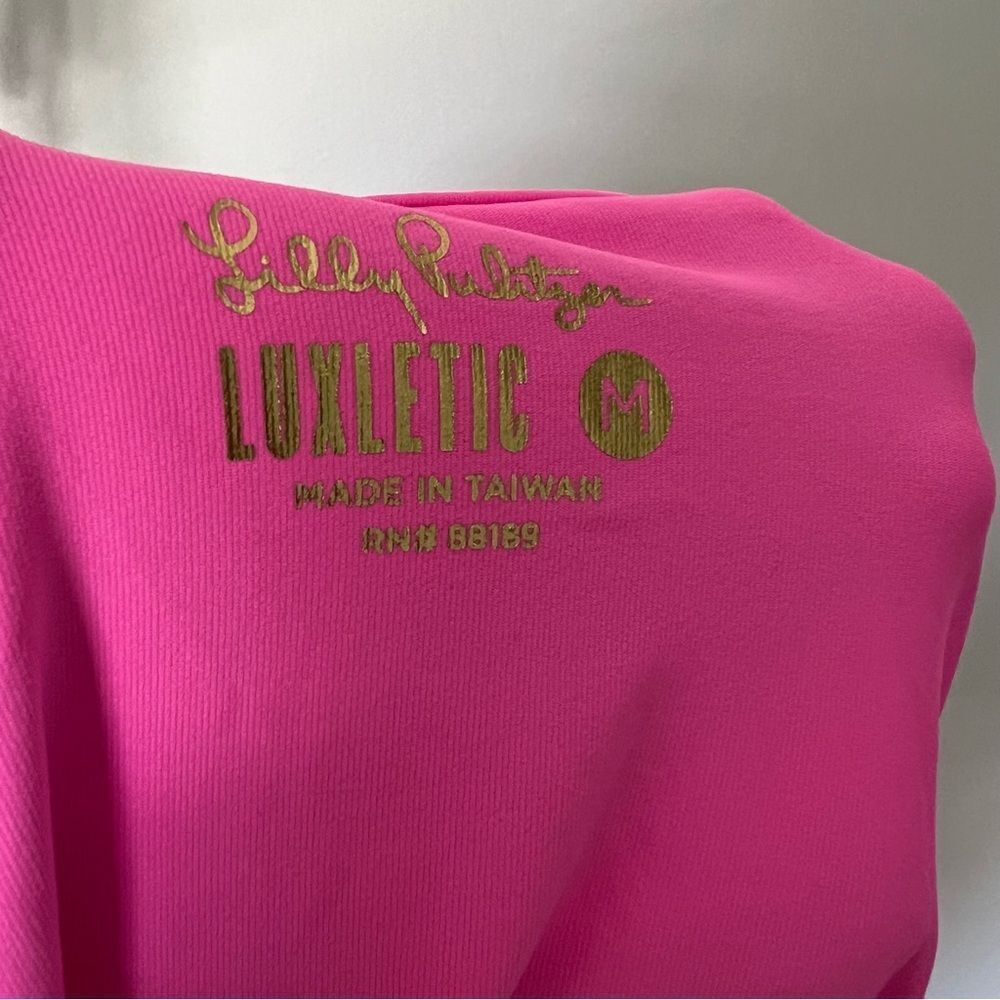 Lilly Pulitzer
LUXLETIC M
MADE IN TAIWAN
RN# 88189